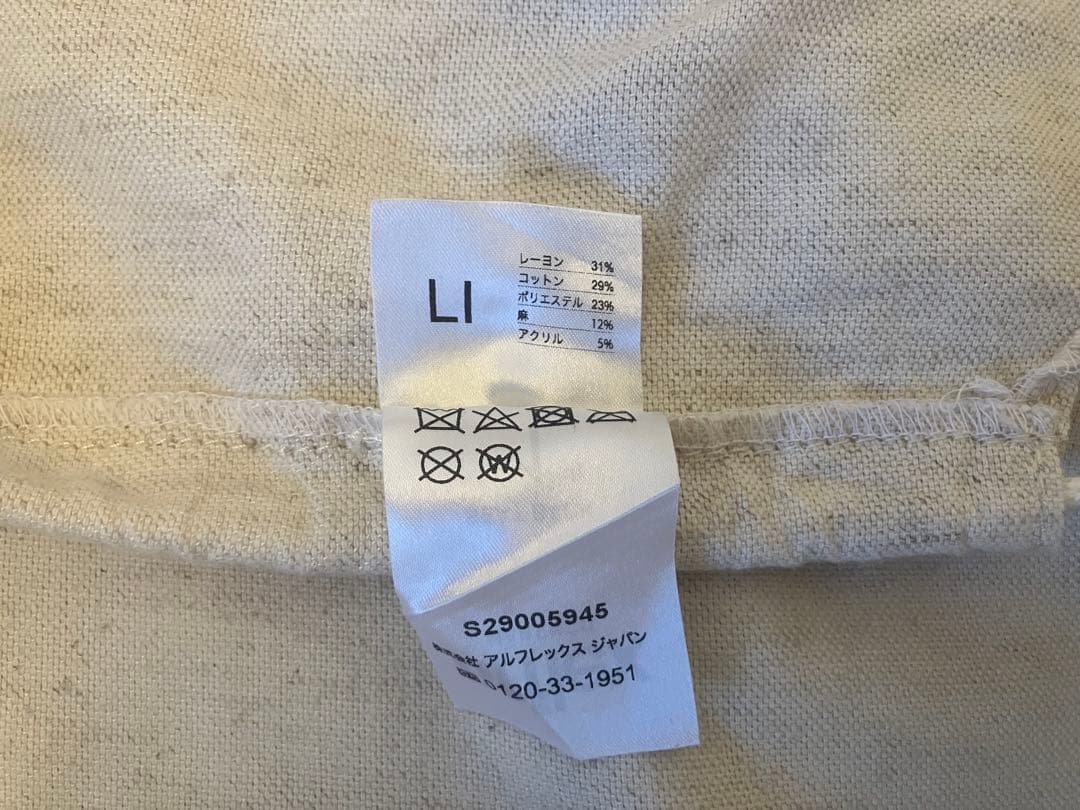 LI
レーヨン 31%
コットン 29%
ポリエステル 23%
麻 12%
アクリル 5%
S29005945
株式会社 アルフレックス ジャパン
0120-33-1951